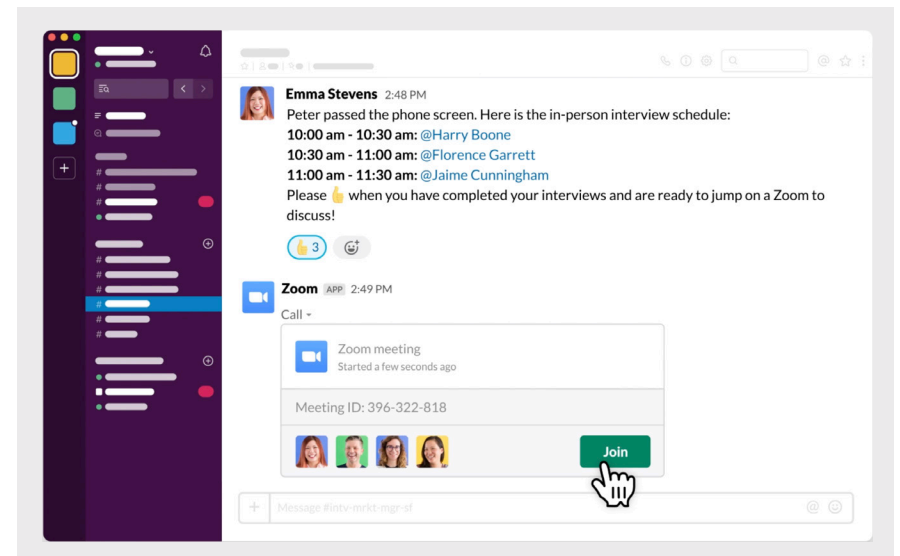 Emma Stevens 2:48 PM
Peter passed the phone screen. Here is the in-person interview schedule:
10:00 am - 10:30 am: @Harry Boone
10:30 am - 11:00 am: @Florence Garrett
11:00 am - 11:30 am: @Jaime Cunningham
Please 👍 when you have completed your interviews and are ready to jump on a Zoom to
discuss!
👍 3
Zoom APP 2:49 PM
Call
Zoom meeting
Started a few seconds ago
Meeting ID: 396-322-818
Join
Message #intv-mrkt-mgr-sf